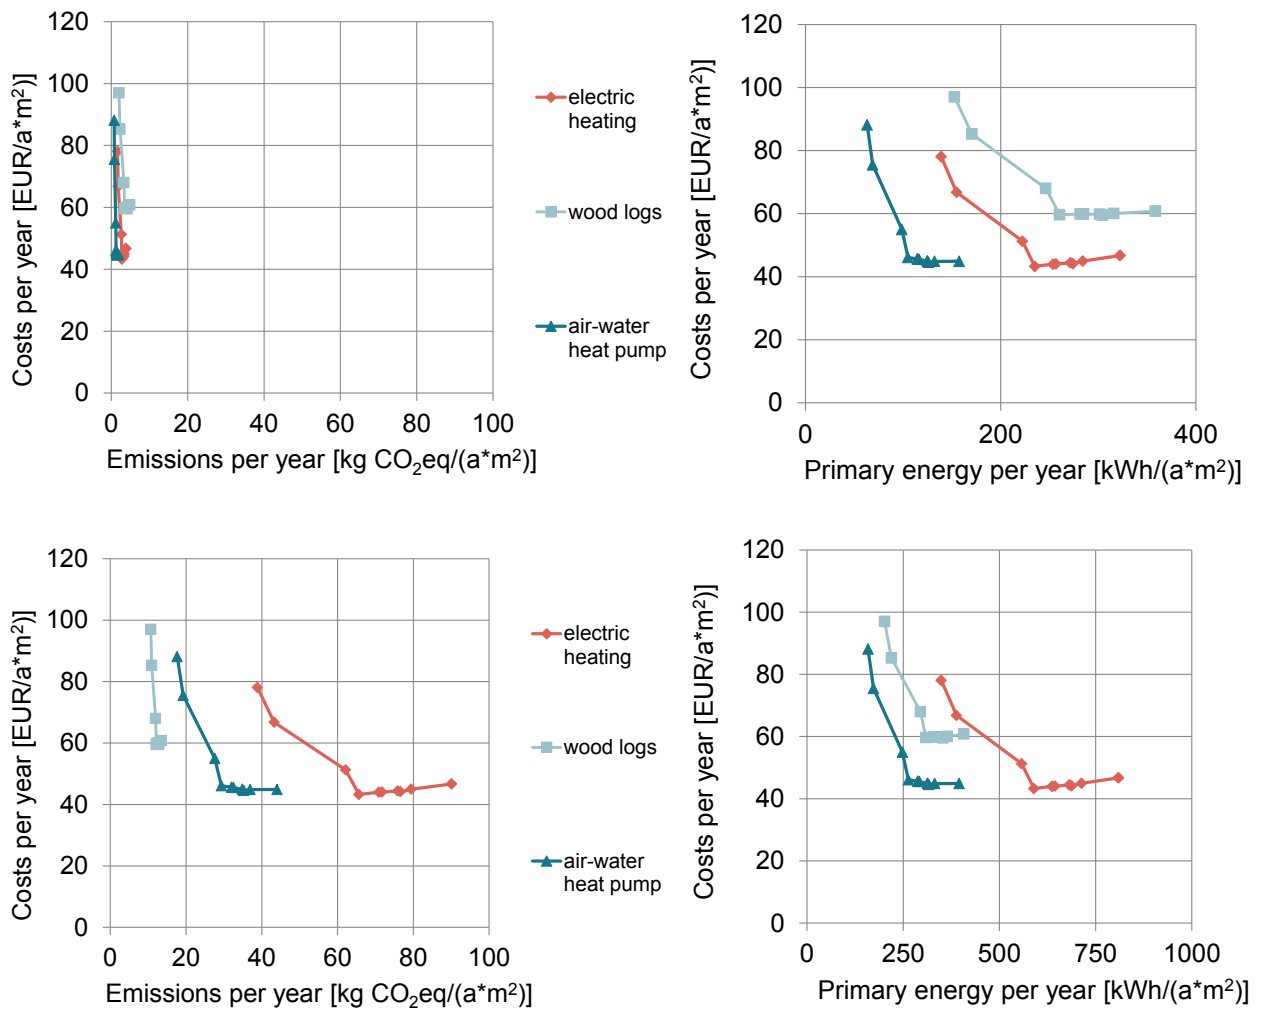 120
100
80
60
40
20
0
Costs per year [EUR/a*m²)]
0 20 40 60 80 100
Emissions per year [kg CO₂eq/(a*m²)]
electric
heating
wood logs
air-water
heat pump
120
100
80
60
40
20
0
Costs per year [EUR/a*m²)]
0 200 400
Primary energy per year [kWh/(a*m²)]
120
100
80
60
40
20
0
Costs per year [EUR/a*m²)]
0 20 40 60 80 100
Emissions per year [kg CO₂eq/(a*m²)]
electric
heating
wood logs
air-water
heat pump
120
100
80
60
40
20
0
Costs per year [EUR/a*m²)]
0 250 500 750 1000
Primary energy per year [kWh/(a*m²)]